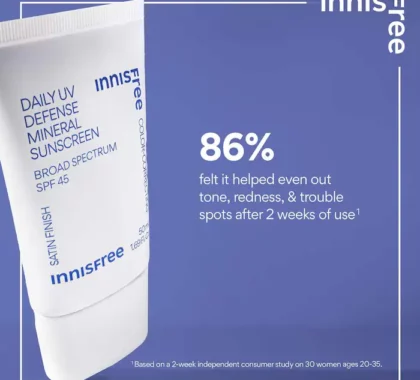 innisfree
DAILY UV
DEFENSE
MINERAL
SUNSCREEN
BROAD SPECTRUM
SPF 45
SATIN FINISH
innisfree
innisfree
86%
felt it helped even out
tone, redness, & trouble
spots after 2 weeks of use¹
¹Based on a 2-week independent consumer study on 30 women ages 20-35.